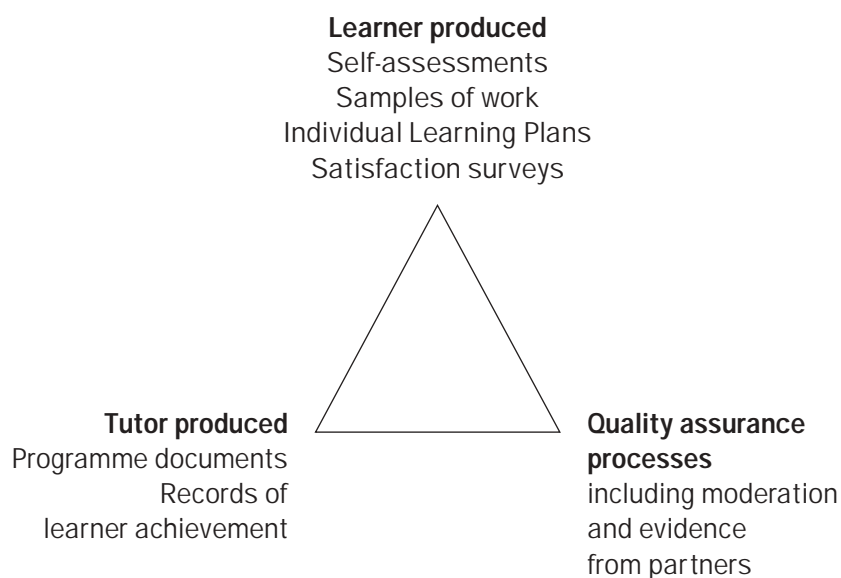 Learner produced
Self-assessments
Samples of work
Individual Learning Plans
Satisfaction surveys
Tutor produced
Programme documents
Records of
learner achievement
Quality assurance
processes
including moderation
and evidence
from partners